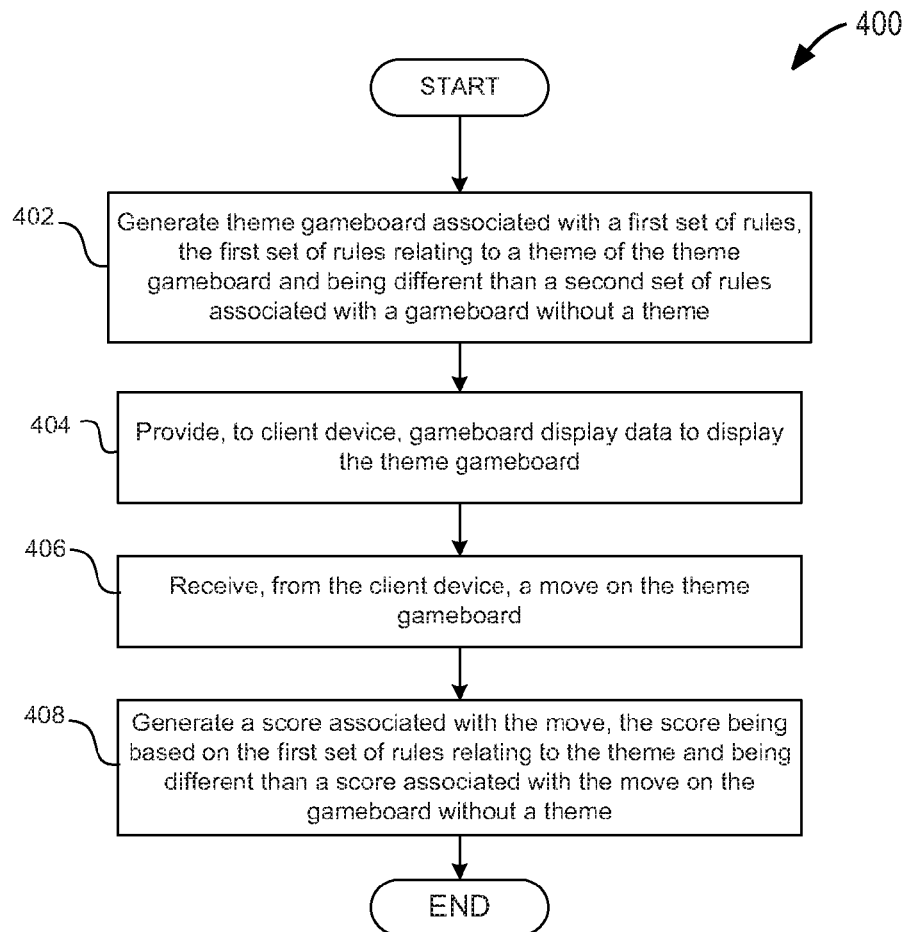 400
START
402
Generate theme gameboard associated with a first set of rules,
the first set of rules relating to a theme of the theme
gameboard and being different than a second set of rules
associated with a gameboard without a theme
404
Provide, to client device, gameboard display data to display
the theme gameboard
406
Receive, from the client device, a move on the theme
gameboard
408
Generate a score associated with the move, the score being
based on the first set of rules relating to the theme and being
different than a score associated with the move on the
gameboard without a theme
END